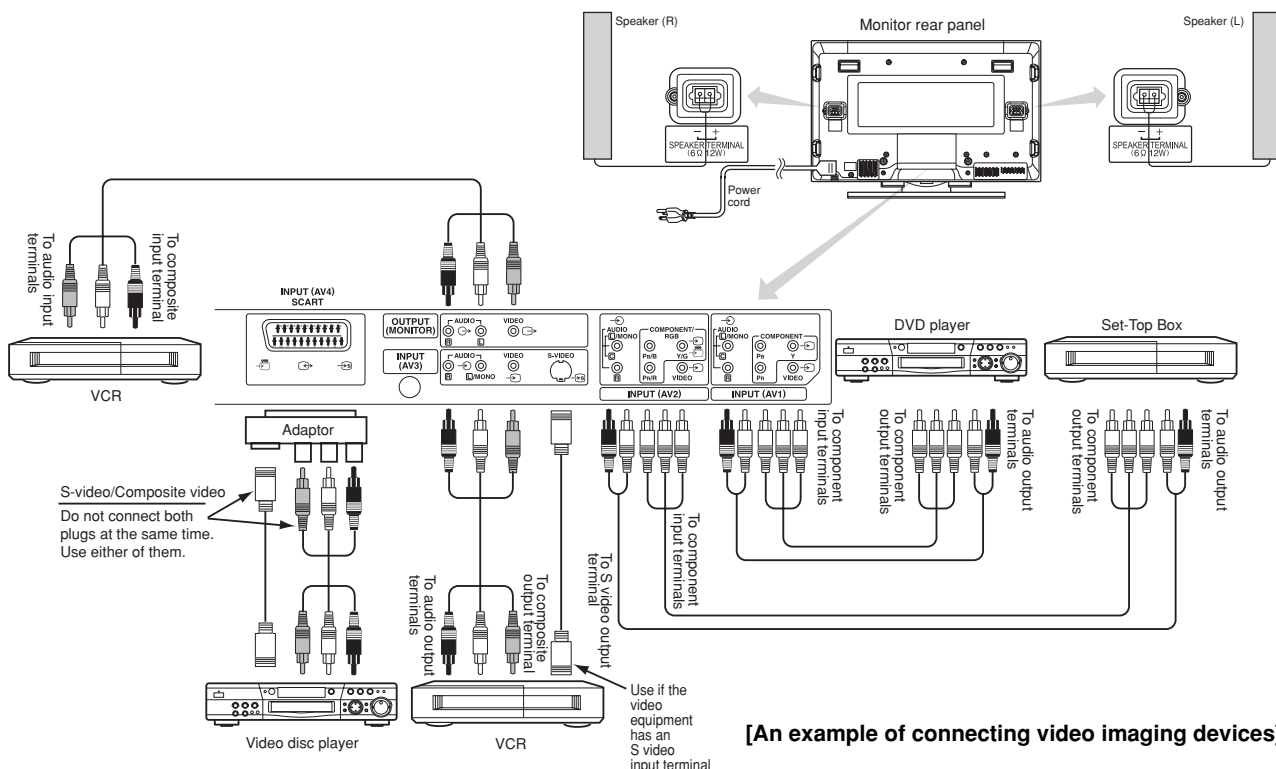 Speaker (R)
Monitor rear panel
Speaker (L)
- +
SPEAKER TERMINAL
(6 Ω 12W)
- +
SPEAKER TERMINAL
(6 Ω 12W)
Power
cord
To audio input
terminals
To composite
input terminal
VCR
INPUT (AV4)
SCART
OUTPUT
(MONITOR)
AUDIO
R
L
VIDEO
INPUT
(AV3)
AUDIO
R
L/MONO
VIDEO
S-VIDEO
S
S
AUDIO
L/MONO
R
COMPONENT/
RGB
PB/B
Y/G
PR/R
VIDEO
INPUT (AV2)
AUDIO
L/MONO
R
COMPONENT
PB
Y
PR
VIDEO
INPUT (AV1)
DVD player
Set-Top Box
Adaptor
S-video/Composite video
Do not connect both
plugs at the same time.
Use either of them.
Video disc player
To audio output
terminals
To composite
output terminal
VCR
To S video output
terminal
Use if the
video
equipment
has an
S video
input terminal
To component
input terminals
To component
input terminals
To component
output terminals
To audio output
terminals
To component
output terminals
To audio output
terminals
[An example of connecting video imaging devices]